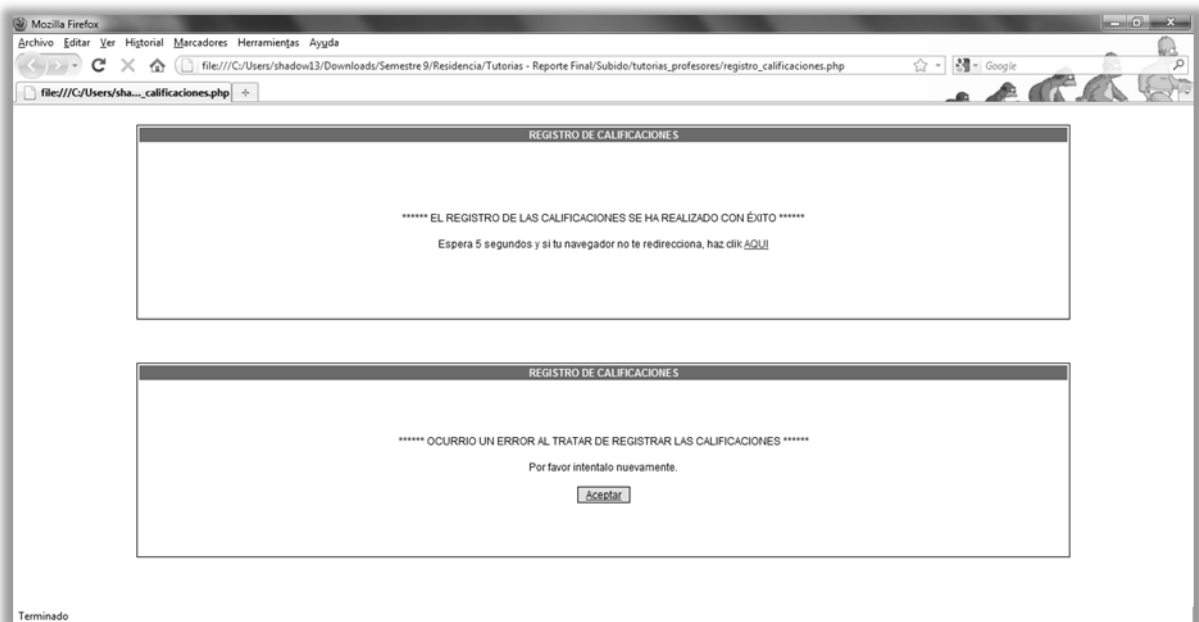 Mozilla Firefox
Archivo Editar Ver Historial Marcadores Herramientas Ayuda
file:///C:/Users/shadow13/Downloads/Semestre 9/Residencia/Tutorias - Reporte Final/Subido/tutorias_profesores/registro_calificaciones.php
Google
file:///C:/Users/sha..._calificaciones.php
REGISTRO DE CALIFICACIONES
****** EL REGISTRO DE LAS CALIFICACIONES SE HA REALIZADO CON ÉXITO ******
Espera 5 segundos y si tu navegador no te redirecciona, haz clik AQUI
REGISTRO DE CALIFICACIONES
****** OCURRIO UN ERROR AL TRATAR DE REGISTRAR LAS CALIFICACIONES ******
Por favor intentalo nuevamente.
Aceptar
Terminado